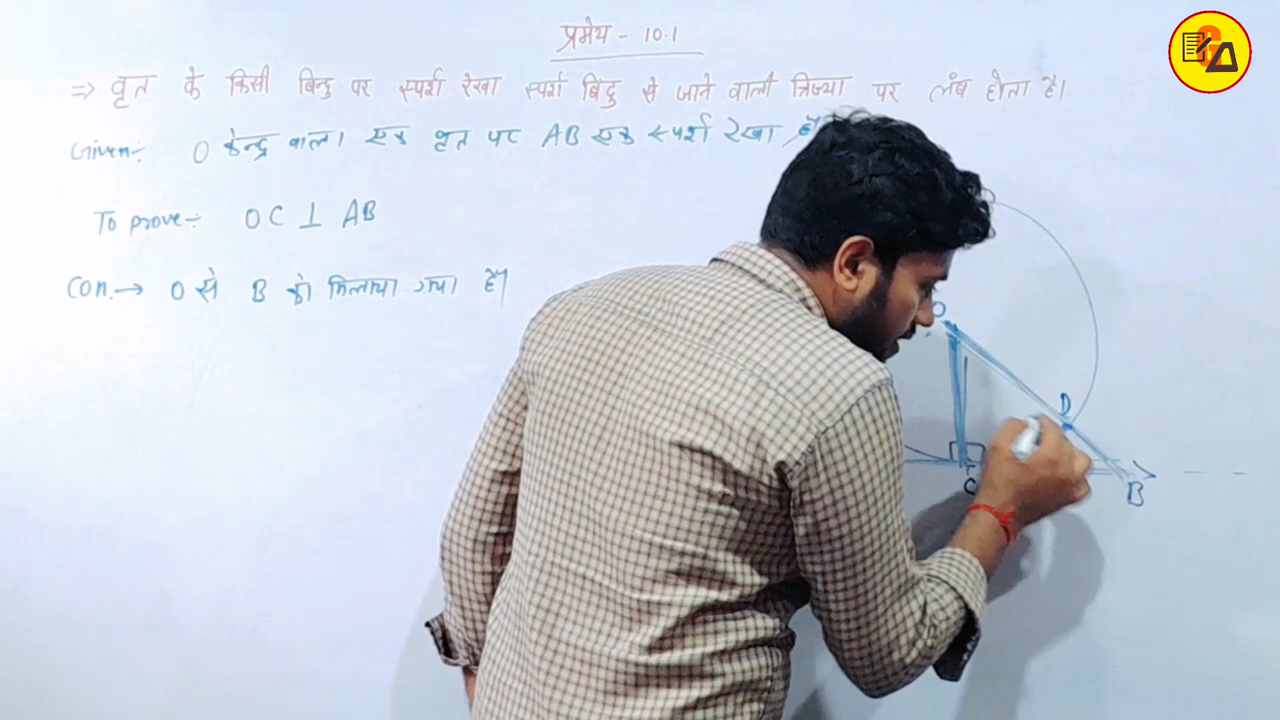 प्रमेय - 10.1
⇒ वृत के किसी बिन्दु पर स्पर्श रेखा स्पर्श बिंदु से जाने वाली त्रिज्या पर लंब होता है।
Given:- O केन्द्र वाला एक वृत पर AB एक स्पर्श रेखा है
To prove:- OC ⊥ AB
Con.→ O से B को मिलाया गया है।
O
D
C
B